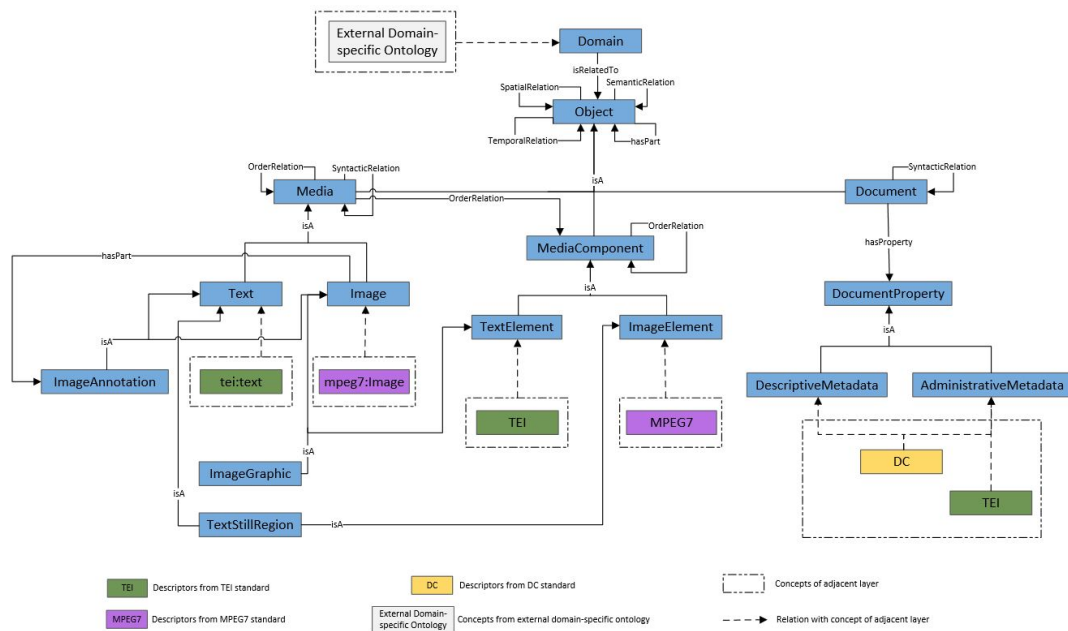 External Domain-
specific Ontology
Domain
isRelatedTo
SpatialRelation
SemanticRelation
Object
TemporalRelation
hasPart
OrderRelation
SyntacticRelation
SyntacticRelation
isA
Media
Document
OrderRelation
OrderRelation
isA
MediaComponent
hasProperty
hasPart
isA
Text
Image
DocumentProperty
TextElement
ImageElement
isA
isA
ImageAnnotation
tei:text
mpeg7:Image
DescriptiveMetadata
AdministrativeMetadata
TEI
MPEG7
isA
DC
ImageGraphic
isA
TEI
TextStillRegion
isA
TEI
Descriptors from TEI standard
DC
Descriptors from DC standard
Concepts of adjacent layer
MPEG7
Descriptors from MPEG7 standard
External Domain-
specific Ontology
Concepts from external domain-specific ontology
Relation with concept of adjacent layer